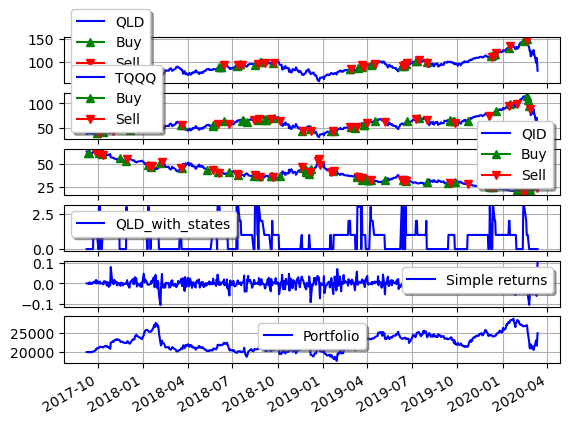 QLD
Buy
Sell
150
100
TQQQ
Buy
Sell
100
50
QID
Buy
Sell
50
25
QLD_with_states
2.5
0.0
Simple returns
0.1
0.0
−0.1
Portfolio
25000
20000
2017-10
2018-01
2018-04
2018-07
2018-10
2019-01
2019-04
2019-07
2019-10
2020-01
2020-04